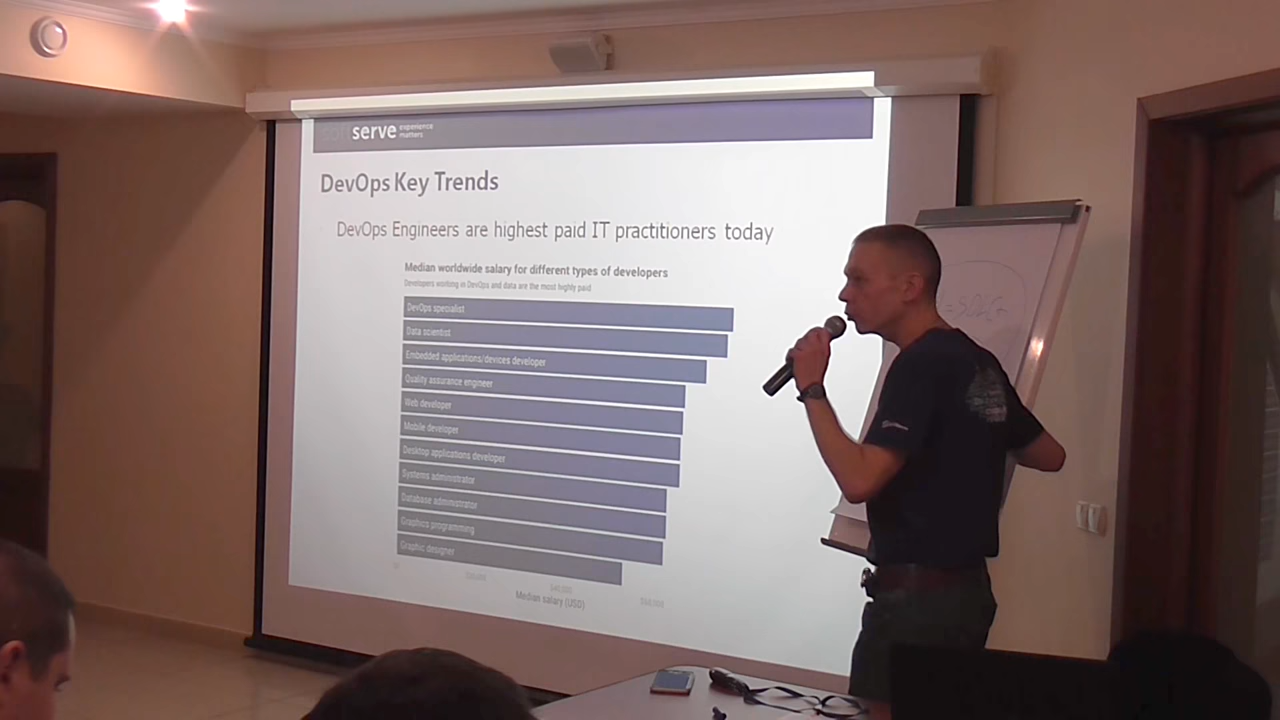 serve experience
matters
DevOps Key Trends
DevOps Engineers are highest paid IT practitioners today
Median worldwide salary for different types of developers
Developers working in DevOps and data are the most highly paid
DevOps specialist
Data scientist
Embedded applications/devices developer
Quality assurance engineer
Web developer
Mobile developer
Desktop applications developer
Systems administrator
Database administrator
Graphics programming
Graphic designer
Median salary (USD)